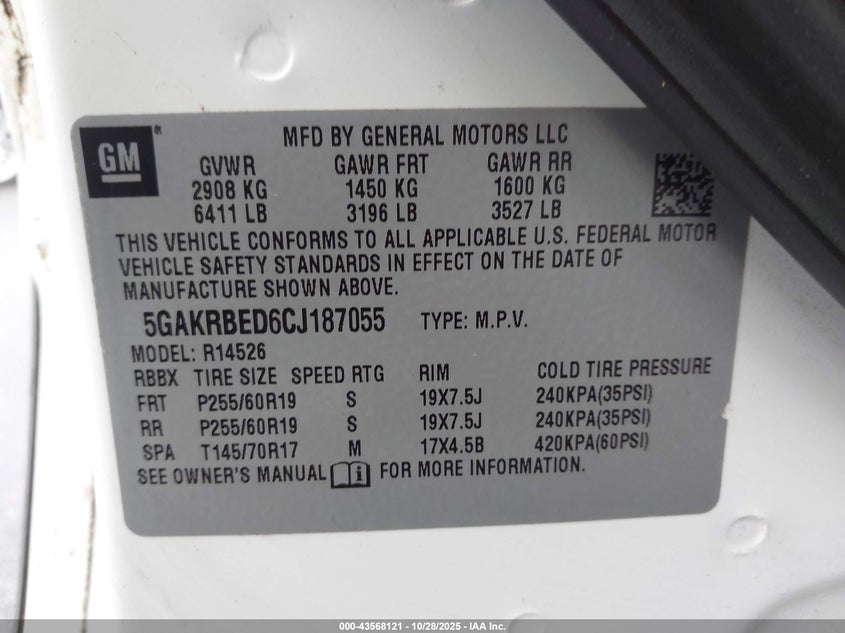 GM
®
MFD BY GENERAL MOTORS LLC
GVWR GAWR FRT GAWR RR
2908 KG 1450 KG 1600 KG
6411 LB 3196 LB 3527 LB
THIS VEHICLE CONFORMS TO ALL APPLICABLE U.S. FEDERAL MOTOR
VEHICLE SAFETY STANDARDS IN EFFECT ON THE DATE OF
MANUFACTURE SHOWN ABOVE.
5GAKRBED6CJ187055 TYPE: M.P.V.
MODEL: R14526
RBBX TIRE SIZE SPEED RTG RIM COLD TIRE PRESSURE
FRT P255/60R19 S 19X7.5J 240KPA(35PSI)
RR P255/60R19 S 19X7.5J 240KPA(35PSI)
SPA T145/70R17 M 17X4.5B 420KPA(60PSI)
SEE OWNER'S MANUAL i FOR MORE INFORMATION.
000-43568121 | 10/28/2025 - IAA Inc.